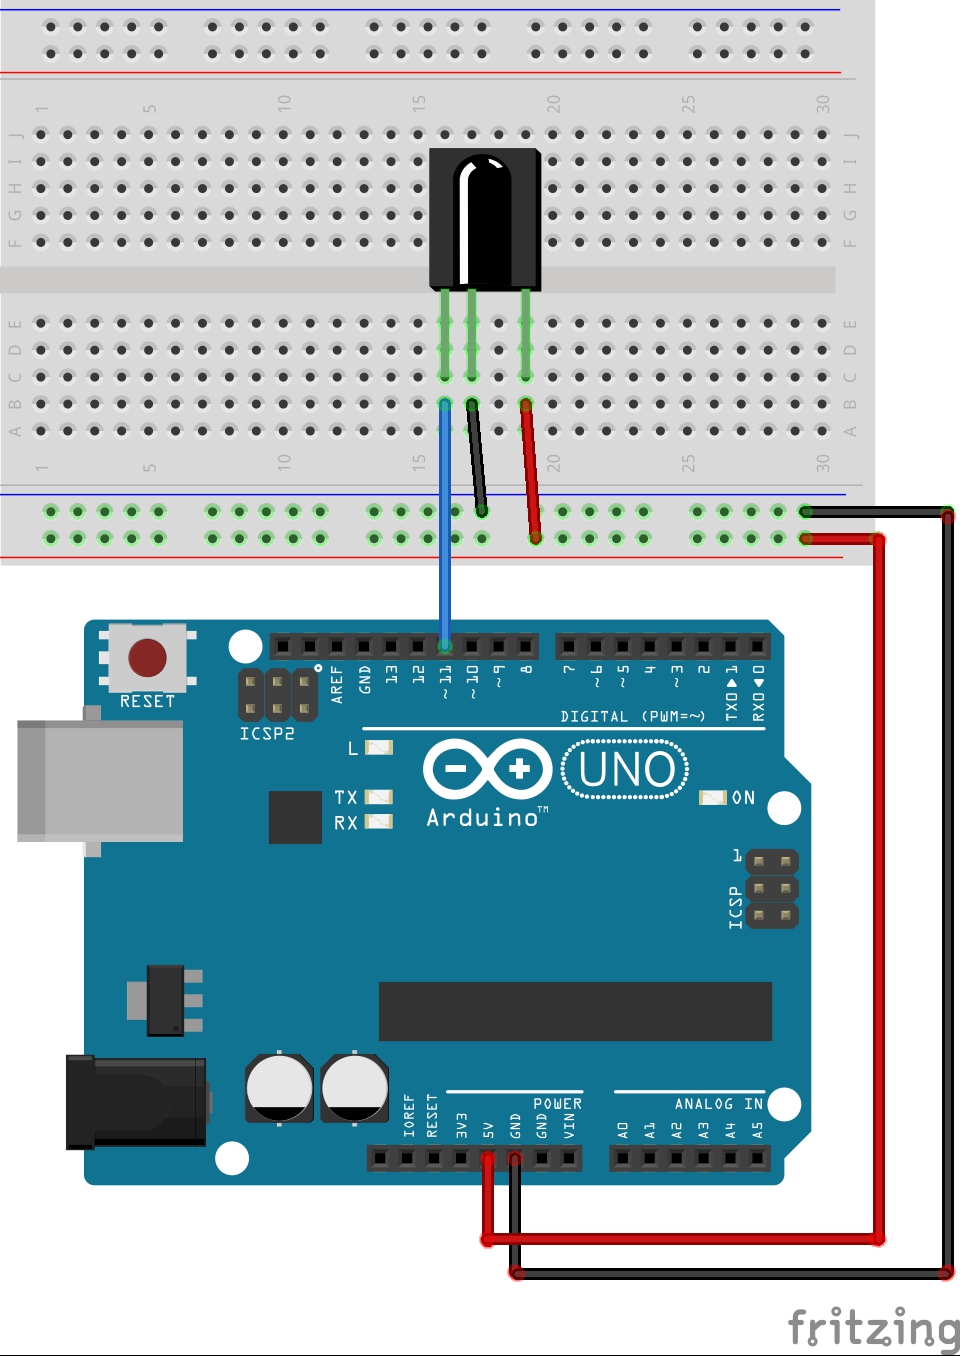 1 5 10 15 20 25 30
J J
I I
H H
G G
F F
E E
D D
C C
B B
A A
1 5 10 15 20 25 30
RESET
AREF GND 13 12 ~11 ~10 ~9 8 7 ~6 ~5 4 ~3 2 TX0▶1 RX0◀0
ICSP2
DIGITAL (PWM=~)
L
UNO
TX
ON
RX
Arduino™
1
ICSP
POWER
ANALOG IN
IOREF RESET 3V3 5V GND GND VIN A0 A1 A2 A3 A4 A5
fritzing